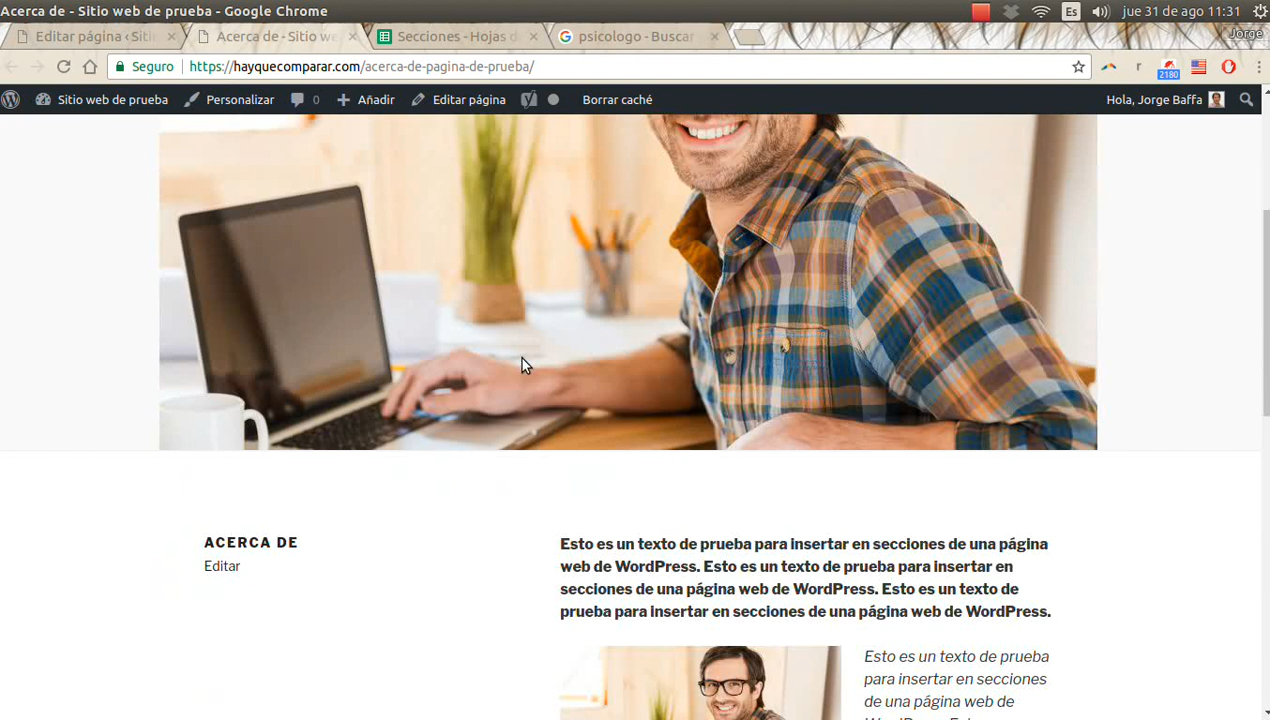 Acerca de - Sitio web de prueba - Google Chrome
Es
jue 31 de ago 11:31
Editar página ‹ Sitio
Acerca de - Sitio we
Secciones - Hojas d
psicologo - Buscar
Jorge
Seguro
https://hayquecomparar.com/acerca-de-pagina-de-prueba/
r
2180
Sitio web de prueba
Personalizar
0
Añadir
Editar página
Borrar caché
Hola, Jorge Baffa
ACERCA DE
Editar
Esto es un texto de prueba para insertar en secciones de una página
web de WordPress. Esto es un texto de prueba para insertar en
secciones de una página web de WordPress. Esto es un texto de
prueba para insertar en secciones de una página web de WordPress.
Esto es un texto de prueba
para insertar en secciones
de una página web de